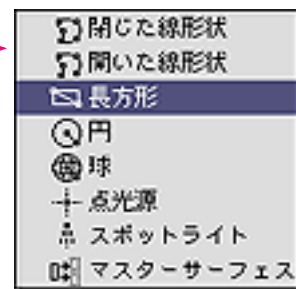 閉じた線形状
開いた線形状
長方形
円
球
点光源
スポットライト
マスターサーフェス